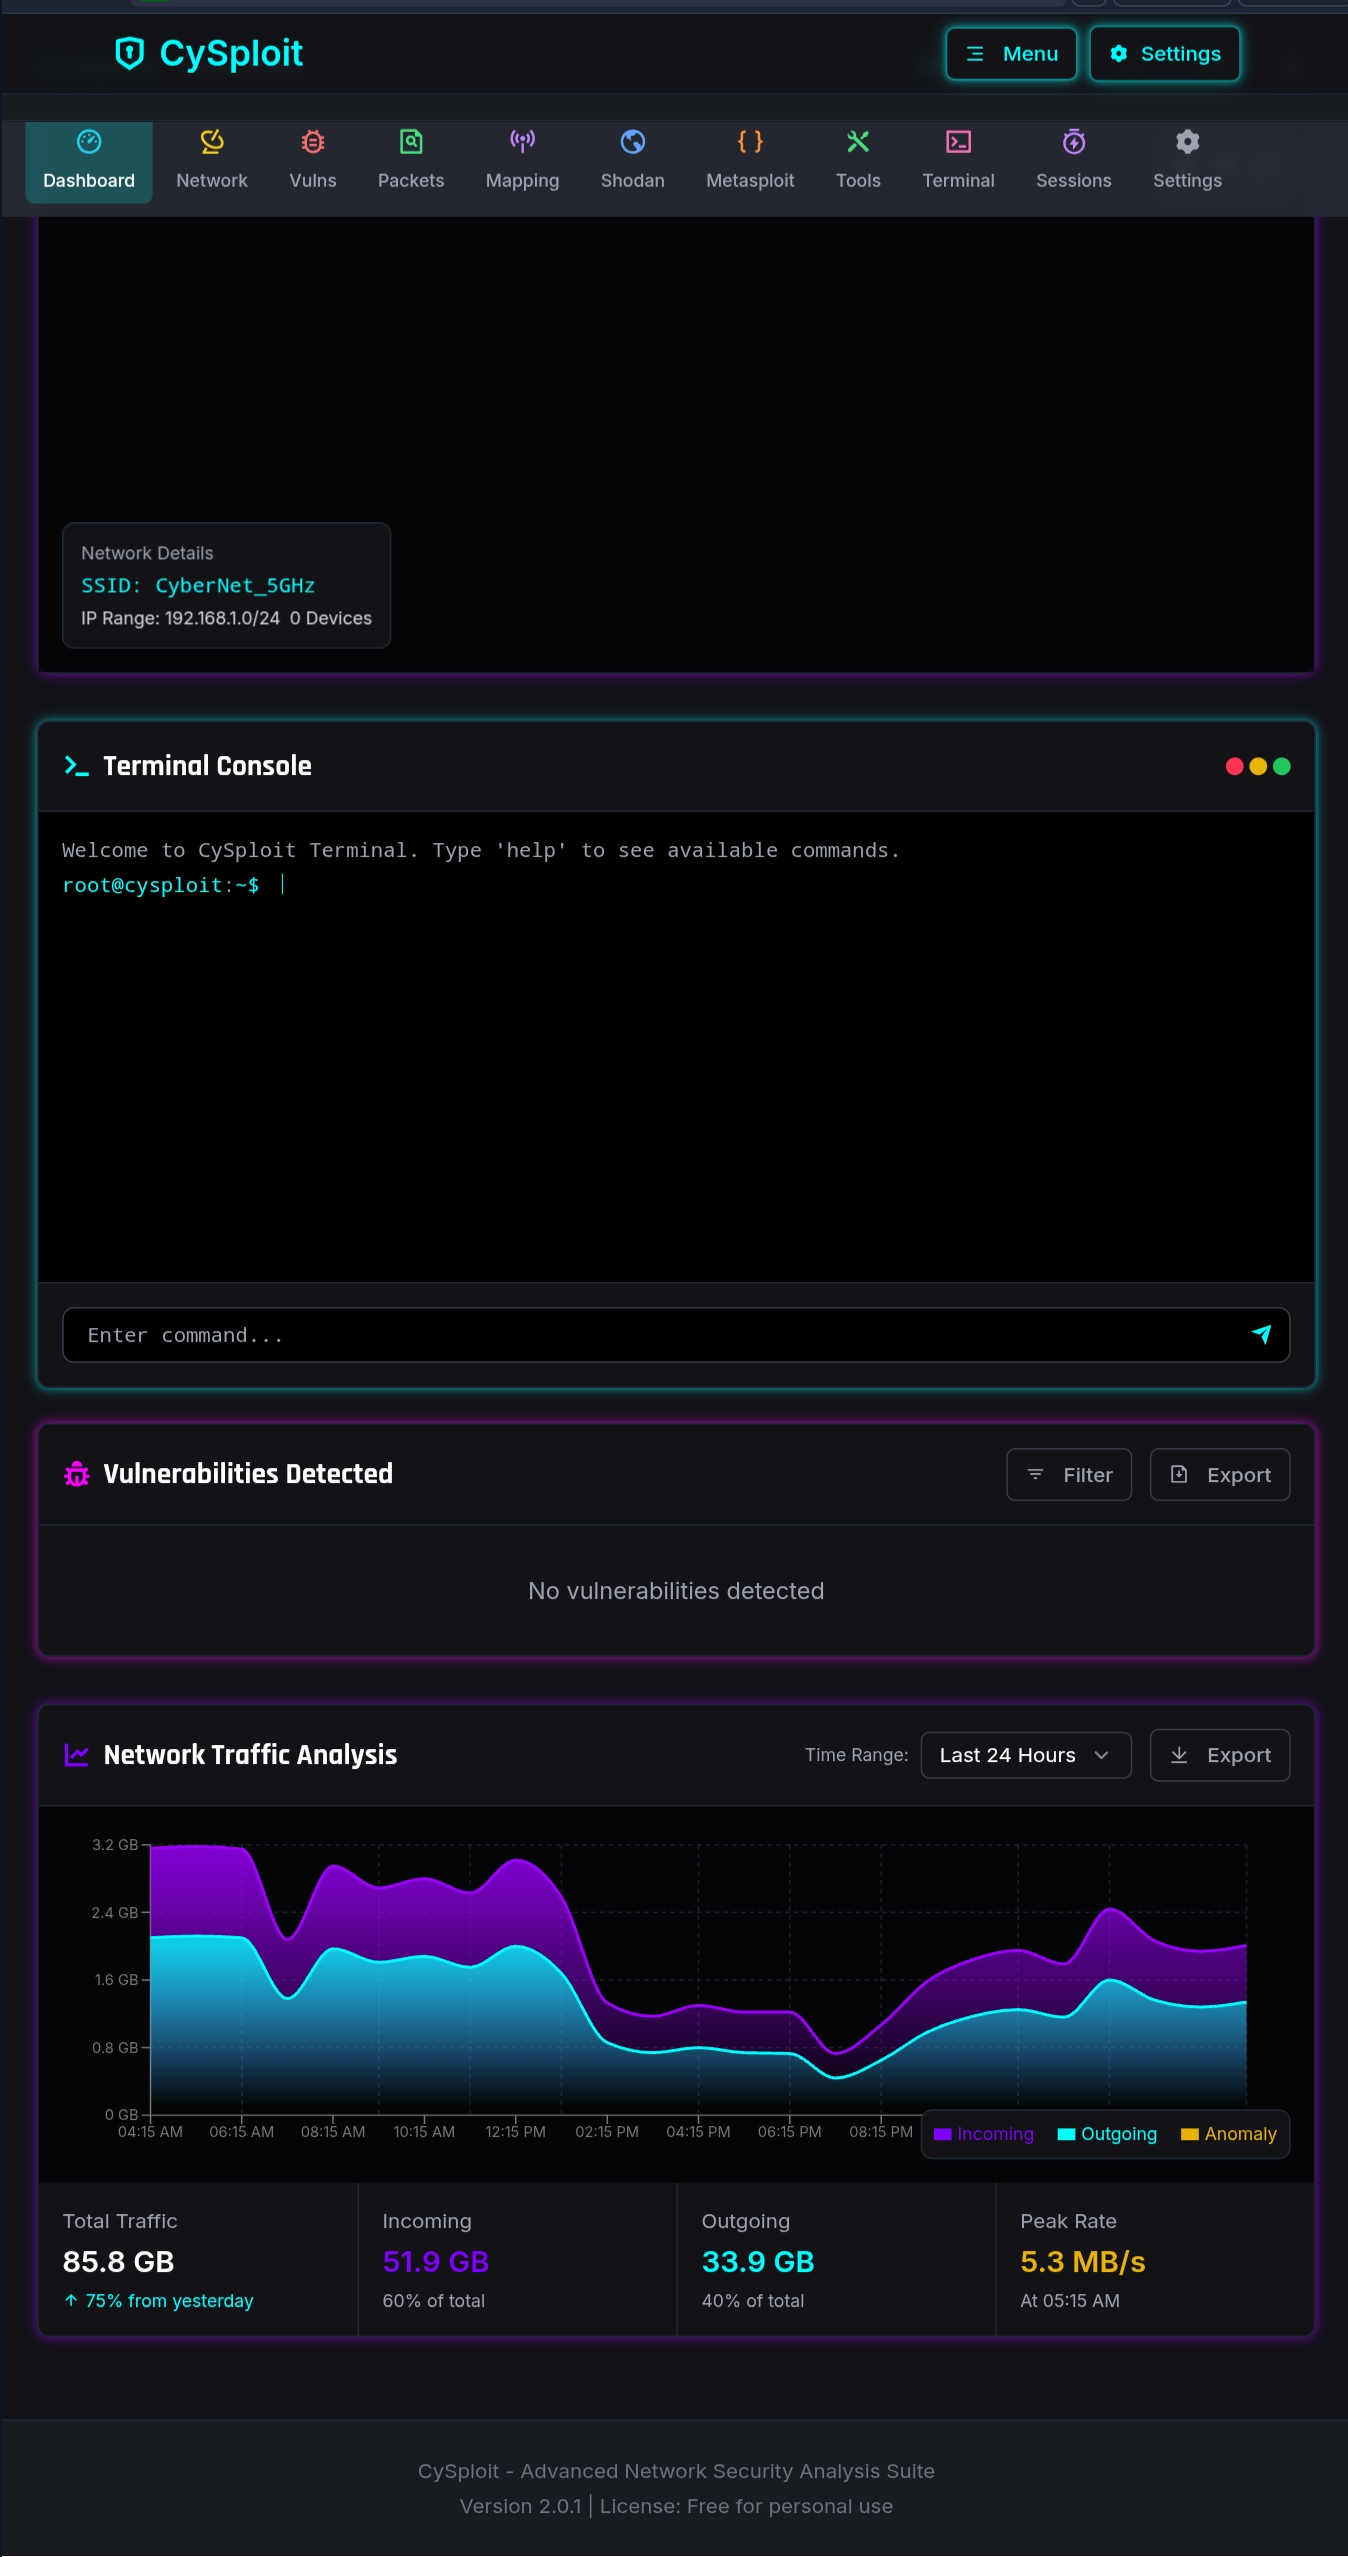 CySploit
Menu
Settings
Dashboard
Network
Vulns
Packets
Mapping
Shodan
Metasploit
Tools
Terminal
Sessions
Settings
Network Details
SSID: CyberNet_5GHz
IP Range: 192.168.1.0/24 0 Devices
Terminal Console
Welcome to CySploit Terminal. Type 'help' to see available commands.
root@cysploit:~$
Enter command...
Vulnerabilities Detected
Filter
Export
No vulnerabilities detected
Network Traffic Analysis
Time Range:
Last 24 Hours
Export
3.2 GB
2.4 GB
1.6 GB
0.8 GB
0 GB
04:15 AM
06:15 AM
08:15 AM
10:15 AM
12:15 PM
02:15 PM
04:15 PM
06:15 PM
08:15 PM
Incoming
Outgoing
Anomaly
Total Traffic
85.8 GB
↑ 75% from yesterday
Incoming
51.9 GB
60% of total
Outgoing
33.9 GB
40% of total
Peak Rate
5.3 MB/s
At 05:15 AM
CySploit - Advanced Network Security Analysis Suite
Version 2.0.1 | License: Free for personal use